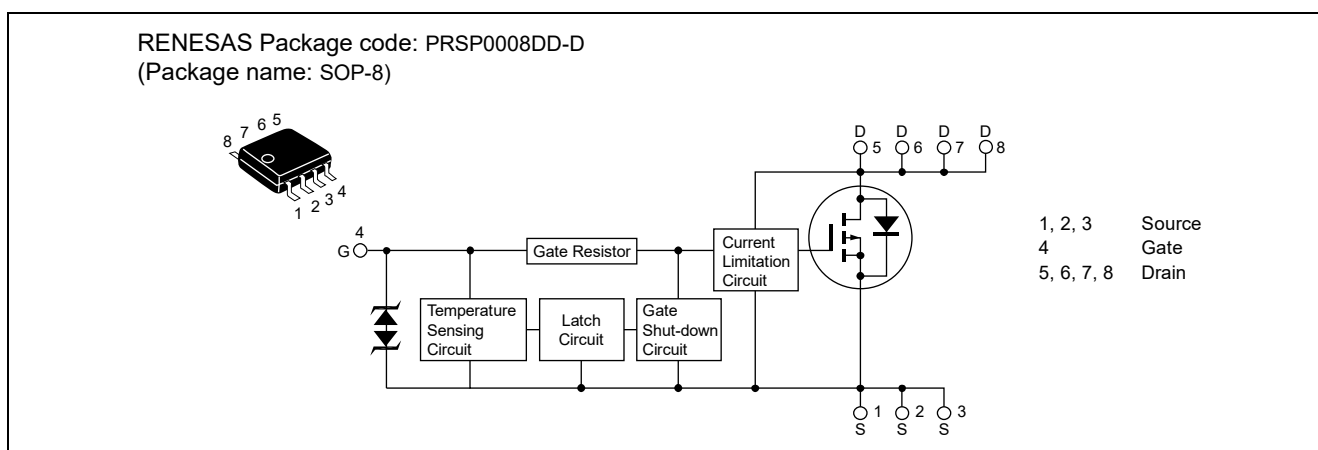 RENESAS Package code: PRSP0008DD-D
(Package name: SOP-8)
8 7 6 5
1 2 3 4
D D D D
5 6 7 8
4
G
Gate Resistor
Current
Limitation
Circuit
Temperature
Sensing
Circuit
Latch
Circuit
Gate
Shut-down
Circuit
1 2 3
S S S
1, 2, 3 Source
4 Gate
5, 6, 7, 8 Drain